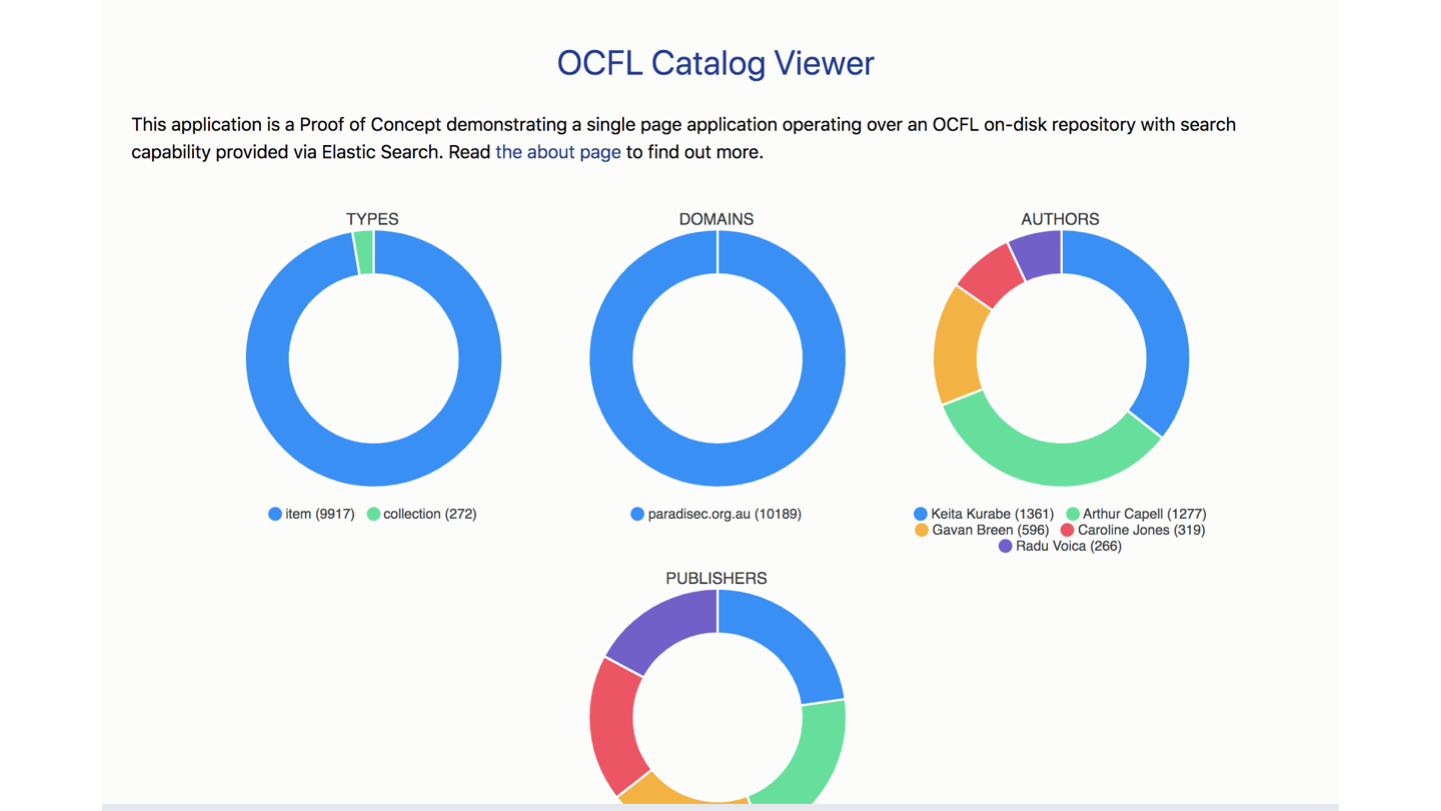 OCFL Catalog Viewer
This application is a Proof of Concept demonstrating a single page application operating over an OCFL on-disk repository with search
capability provided via Elastic Search. Read the about page to find out more.
TYPES
item (9917) collection (272)
DOMAINS
paradisec.org.au (10189)
AUTHORS
Keita Kurabe (1361) Arthur Capell (1277)
Gavan Breen (596) Caroline Jones (319)
Radu Voica (266)
PUBLISHERS